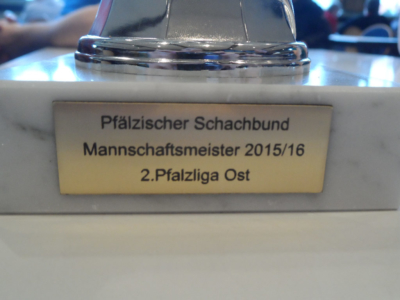 Pfälzischer Schachbund
Mannschaftsmeister 2015/16
2.Pfalzliga Ost